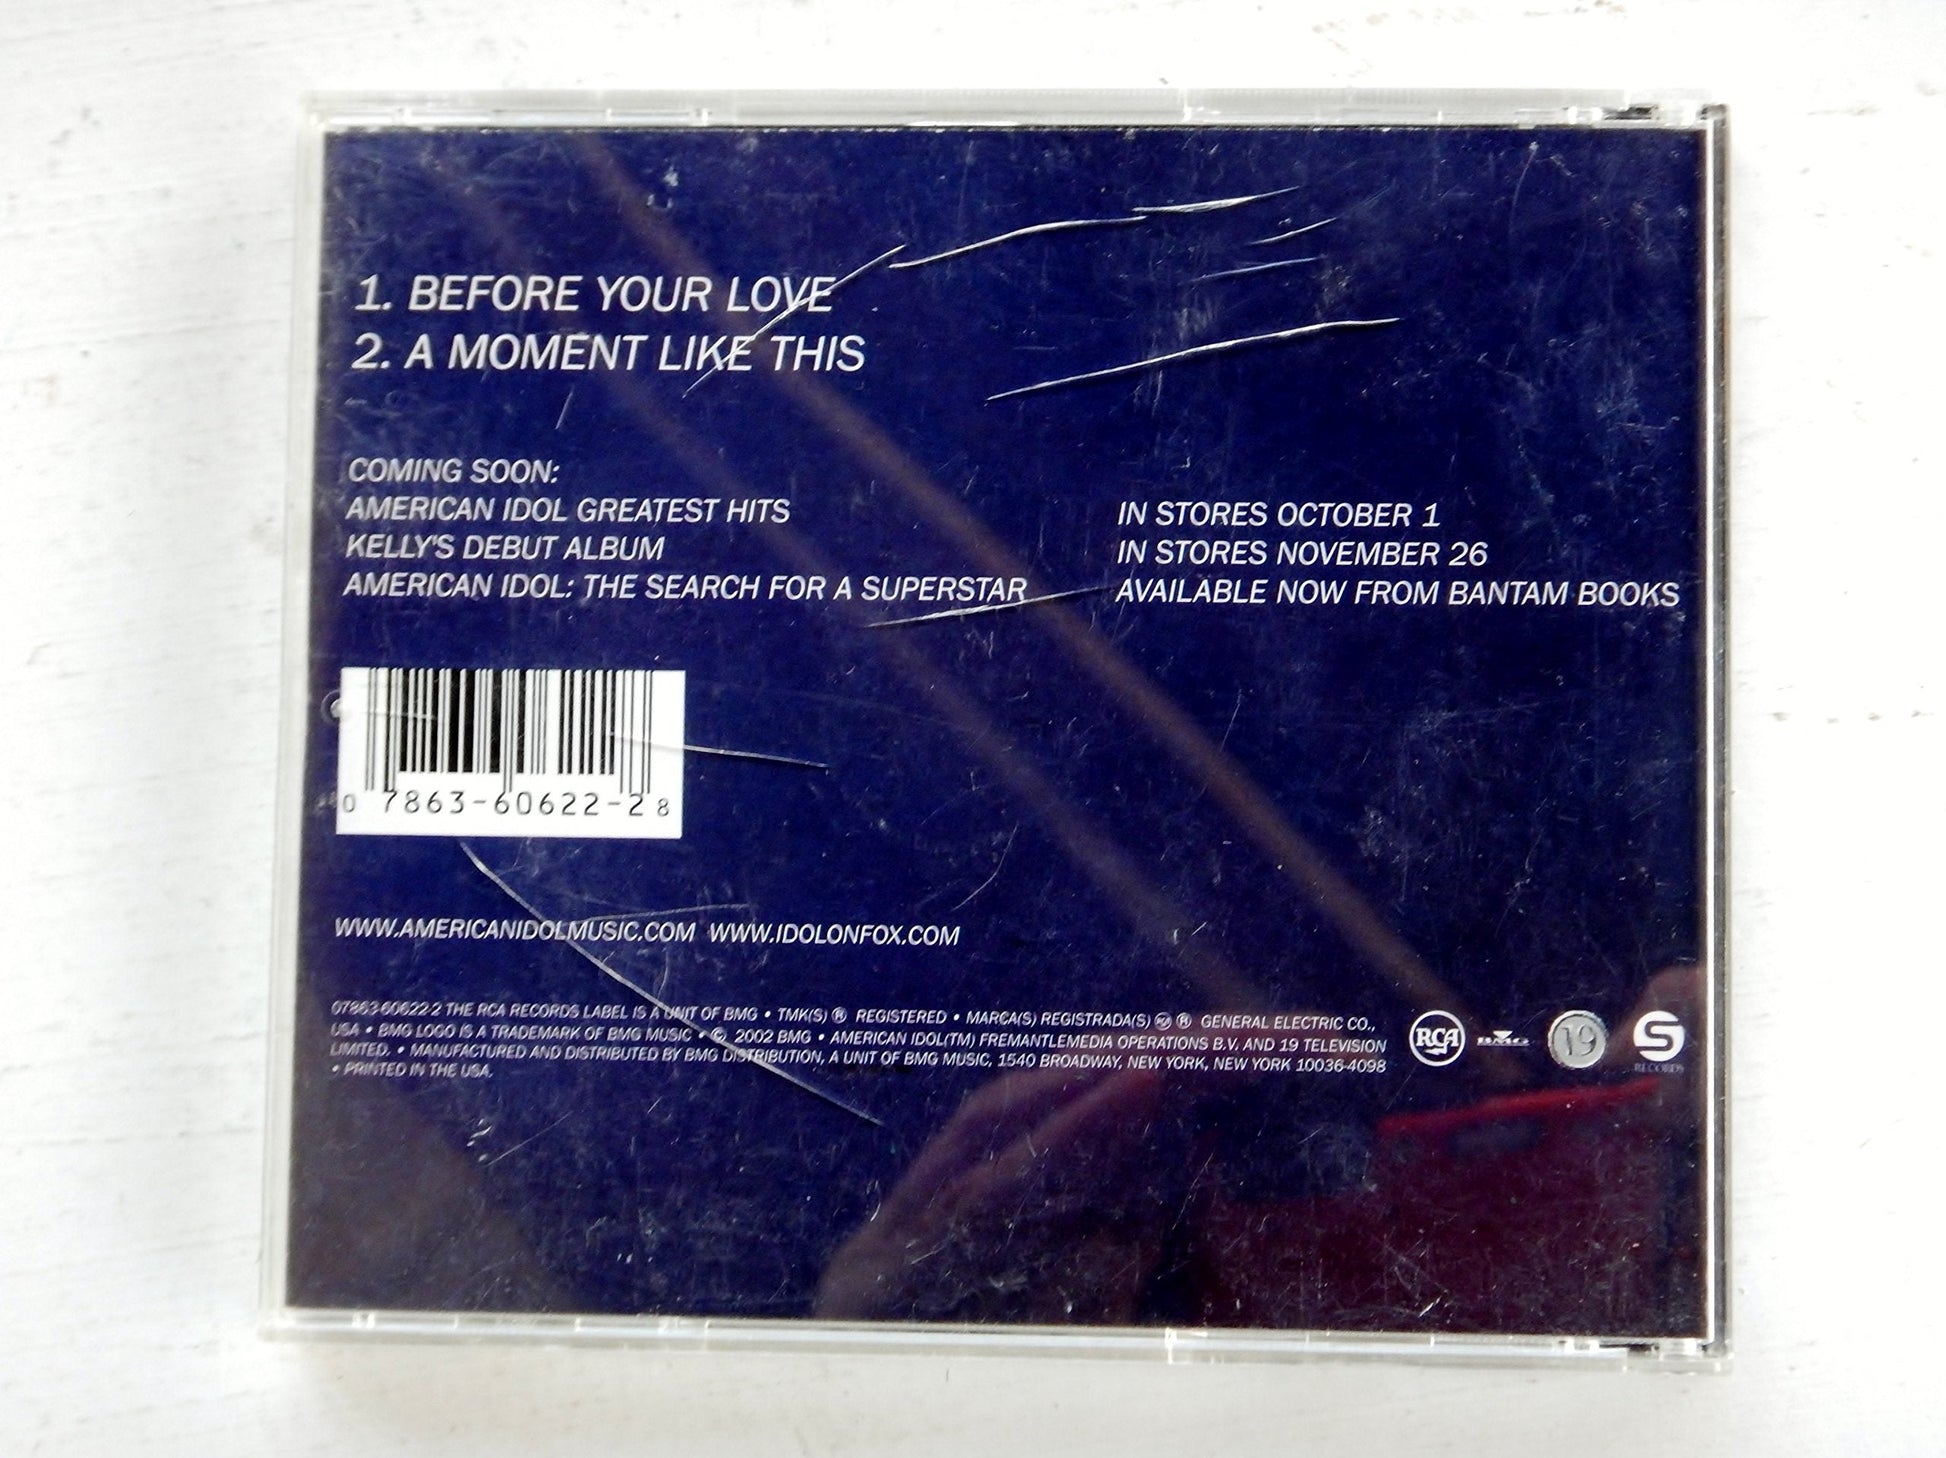 1. BEFORE YOUR LOVE
2. A MOMENT LIKE THIS
COMING SOON:
AMERICAN IDOL GREATEST HITS IN STORES OCTOBER 1
KELLY'S DEBUT ALBUM IN STORES NOVEMBER 26
AMERICAN IDOL: THE SEARCH FOR A SUPERSTAR AVAILABLE NOW FROM BANTAM BOOKS
0 7863-60622-2 8
WWW.AMERICANIDOLMUSIC.COM WWW.IDOLONFOX.COM
07863-60622-2 THE RCA RECORDS LABEL IS A UNIT OF BMG • TMK(S) ® REGISTERED • MARCA(S) REGISTRADA(S) RCA ® GENERAL ELECTRIC CO.,
USA • BMG LOGO IS A TRADEMARK OF BMG MUSIC • © 2002 BMG • AMERICAN IDOL(TM) FREMANTLEMEDIA OPERATIONS B.V. AND 19 TELEVISION
LIMITED. • MANUFACTURED AND DISTRIBUTED BY BMG DISTRIBUTION, A UNIT OF BMG MUSIC, 1540 BROADWAY, NEW YORK, NEW YORK 10036-4098
• PRINTED IN THE USA.
RCA BMG 19 S
RECORDS